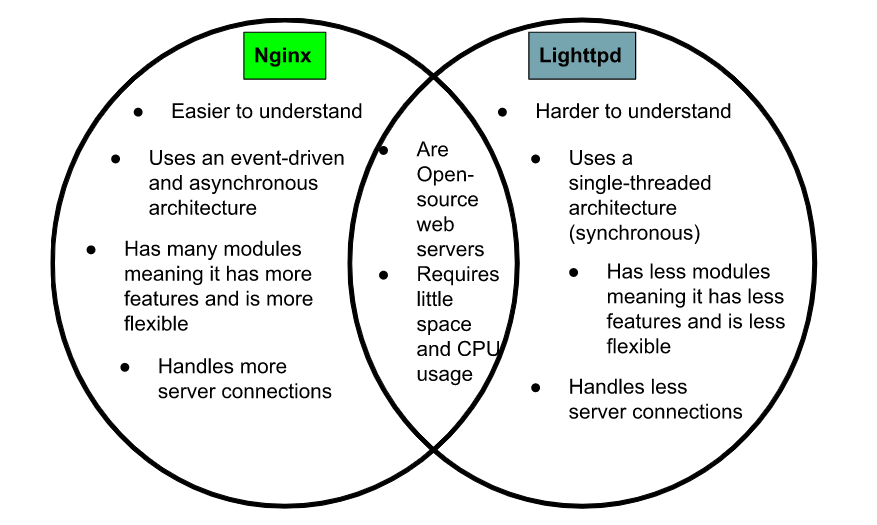 Nginx
● Easier to understand
● Uses an event-driven
and asynchronous
architecture
● Has many modules
meaning it has more
features and is more
flexible
● Handles more
server connections
● Are
Open-
source
web
servers
● Requires
little
space
and CPU
usage
Lighttpd
● Harder to understand
● Uses a
single-threaded
architecture
(synchronous)
● Has less modules
meaning it has less
features and is less
flexible
● Handles less
server connections